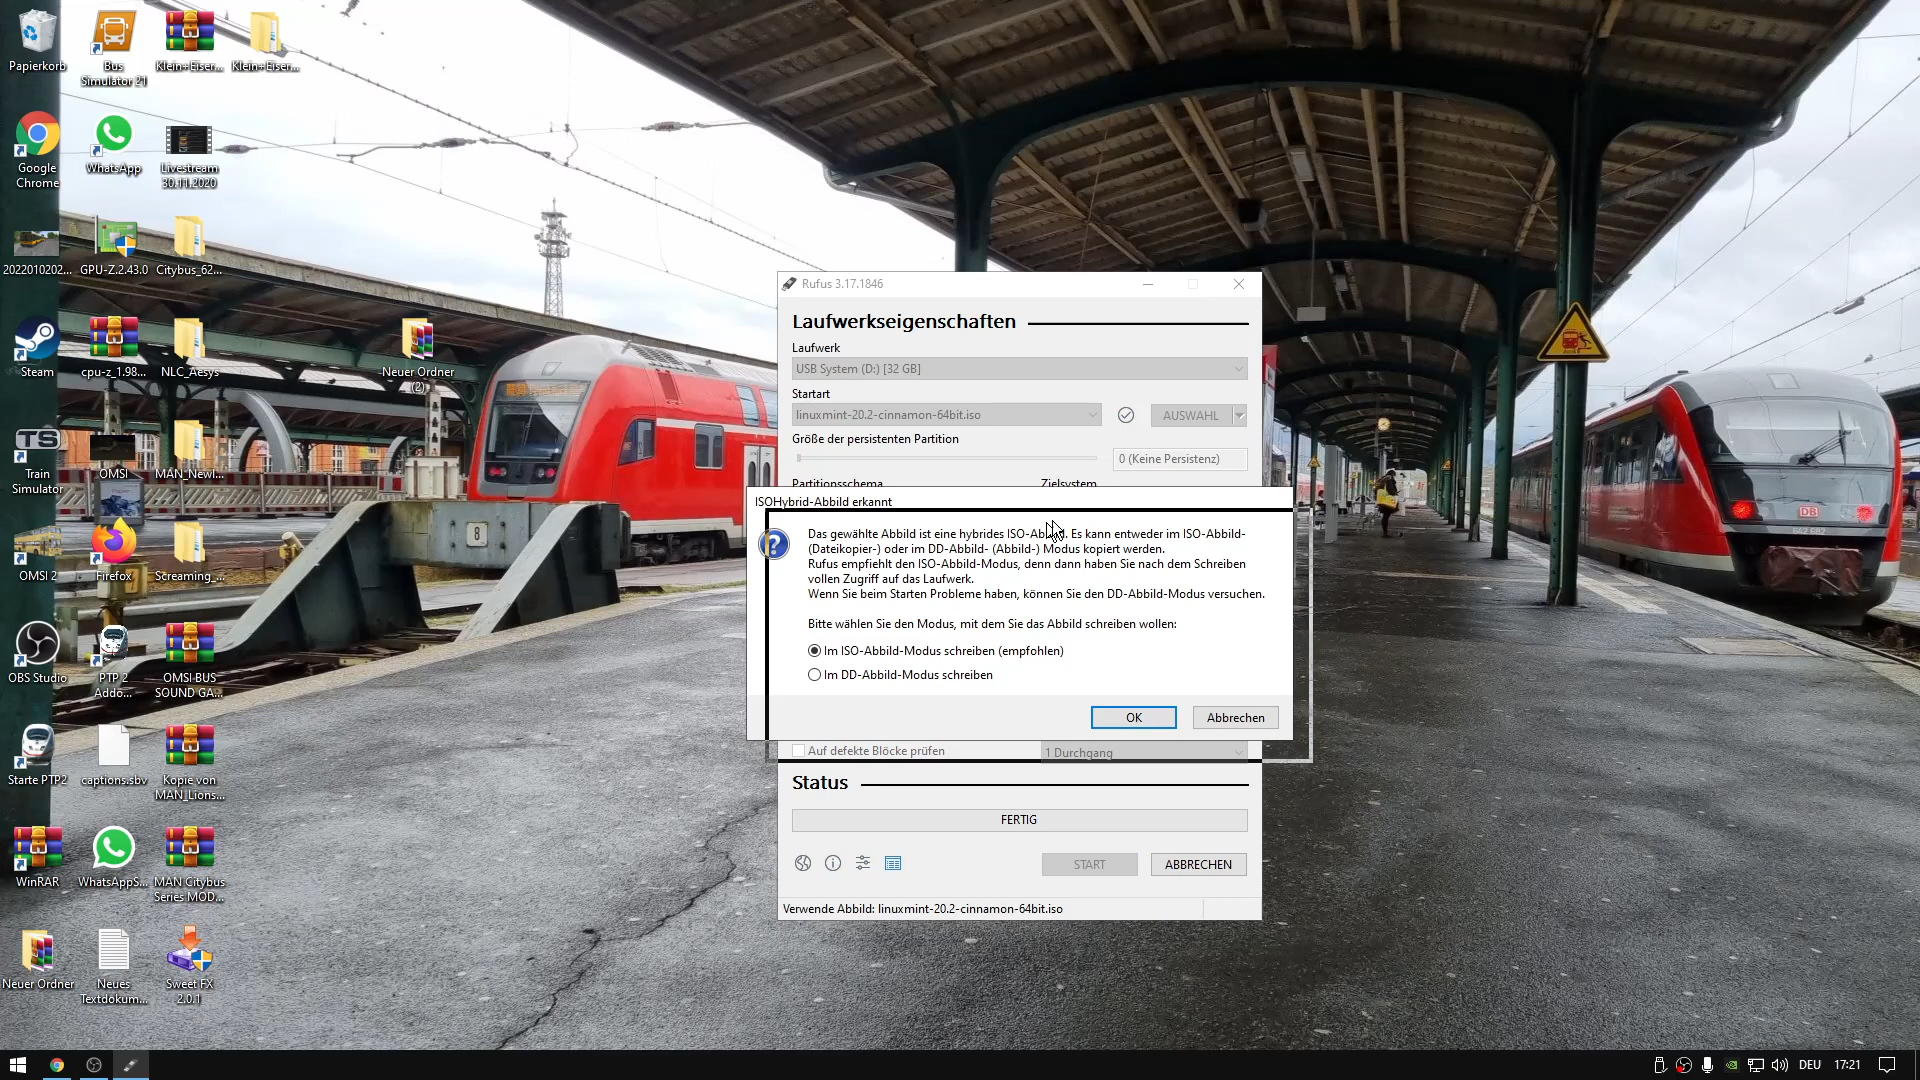 Papierkorb
Bus
Simulator 21
Klein+Eiser...
Klein+Eiser...
Google
Chrome
WhatsApp
Livestream
30.11.2020
2022010202...
GPU-Z.2.43.0
Citybus_62...
Steam
cpu-z_1.98...
NLC_Aesys
Neuer Ordner
(2)
TS
Train
Simulator
OMSI
MAN_NewI...
OMSI 2
Firefox
Screaming_...
OBS Studio
PTP 2
Addo...
OMSI BUS
SOUND GA...
Starte PTP2
captions.sbv
Kopie von
MAN_Lions...
WinRAR
WhatsAppS...
MAN Citybus
Series MOD...
Neuer Ordner
Neues
Textdokum...
Sweet FX
2.0.1
8
DB
Rufus 3.17.1846
Laufwerkseigenschaften
Laufwerk
USB System (D:) [32 GB]
Startart
linuxmint-20.2-cinnamon-64bit.iso
AUSWAHL
Größe der persistenten Partition
0 (Keine Persistenz)
Partitionsschema
Zielsystem
ISOHybrid-Abbild erkannt
Das gewählte Abbild ist eine hybrides ISO-Abbild. Es kann entweder im ISO-Abbild-
(Dateikopier-) oder im DD-Abbild- (Abbild-) Modus kopiert werden.
Rufus empfiehlt den ISO-Abbild-Modus, denn dann haben Sie nach dem Schreiben
vollen Zugriff auf das Laufwerk.
Wenn Sie beim Starten Probleme haben, können Sie den DD-Abbild-Modus versuchen.
Bitte wählen Sie den Modus, mit dem Sie das Abbild schreiben wollen:
Im ISO-Abbild-Modus schreiben (empfohlen)
Im DD-Abbild-Modus schreiben
OK
Abbrechen
Auf defekte Blöcke prüfen
1 Durchgang
Status
FERTIG
START
ABBRECHEN
Verwende Abbild: linuxmint-20.2-cinnamon-64bit.iso
DEU
17:21